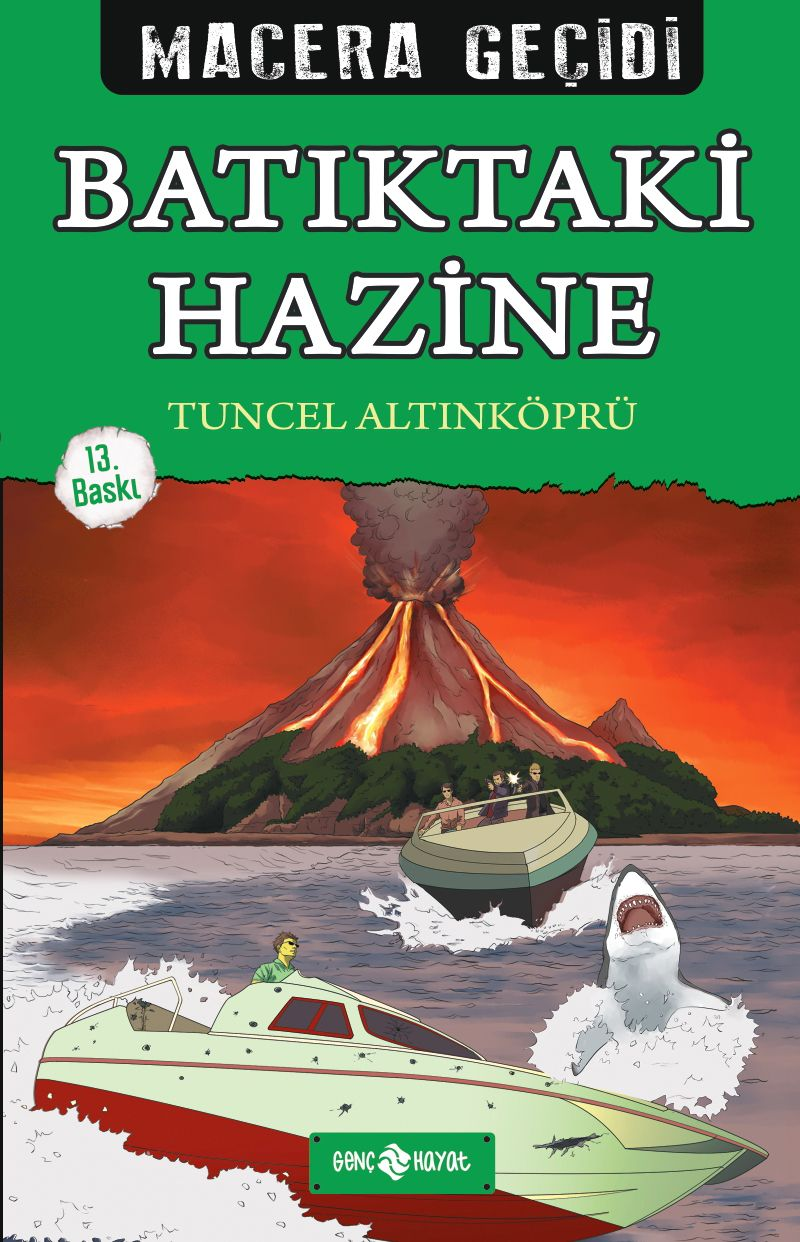 MACERA GEÇİDİ
BATIKTAKİ
HAZİNE
TUNCEL ALTINKÖPRÜ
13.
Baskı
GENÇ HAYAT